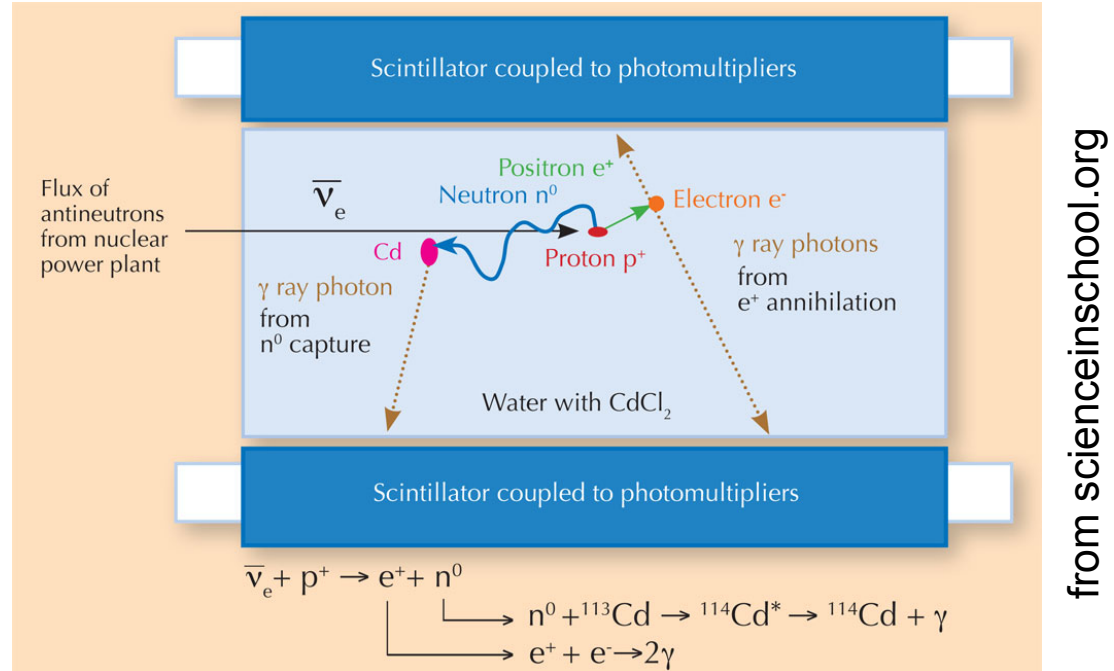 Scintillator coupled to photomultipliers
Flux of
antineutrons
from nuclear
power plant
ν̅ₑ
Positron e⁺
Neutron n⁰
Electron e⁻
Cd
Proton p⁺
γ ray photon
from
n⁰ capture
γ ray photons
from
e⁺ annihilation
Water with CdCl₂
Scintillator coupled to photomultipliers
ν̅ₑ + p⁺ → e⁺ + n⁰
n⁰ + ¹¹³Cd → ¹¹⁴Cd* → ¹¹⁴Cd + γ
e⁺ + e⁻ → 2γ
from scienceinschool.org